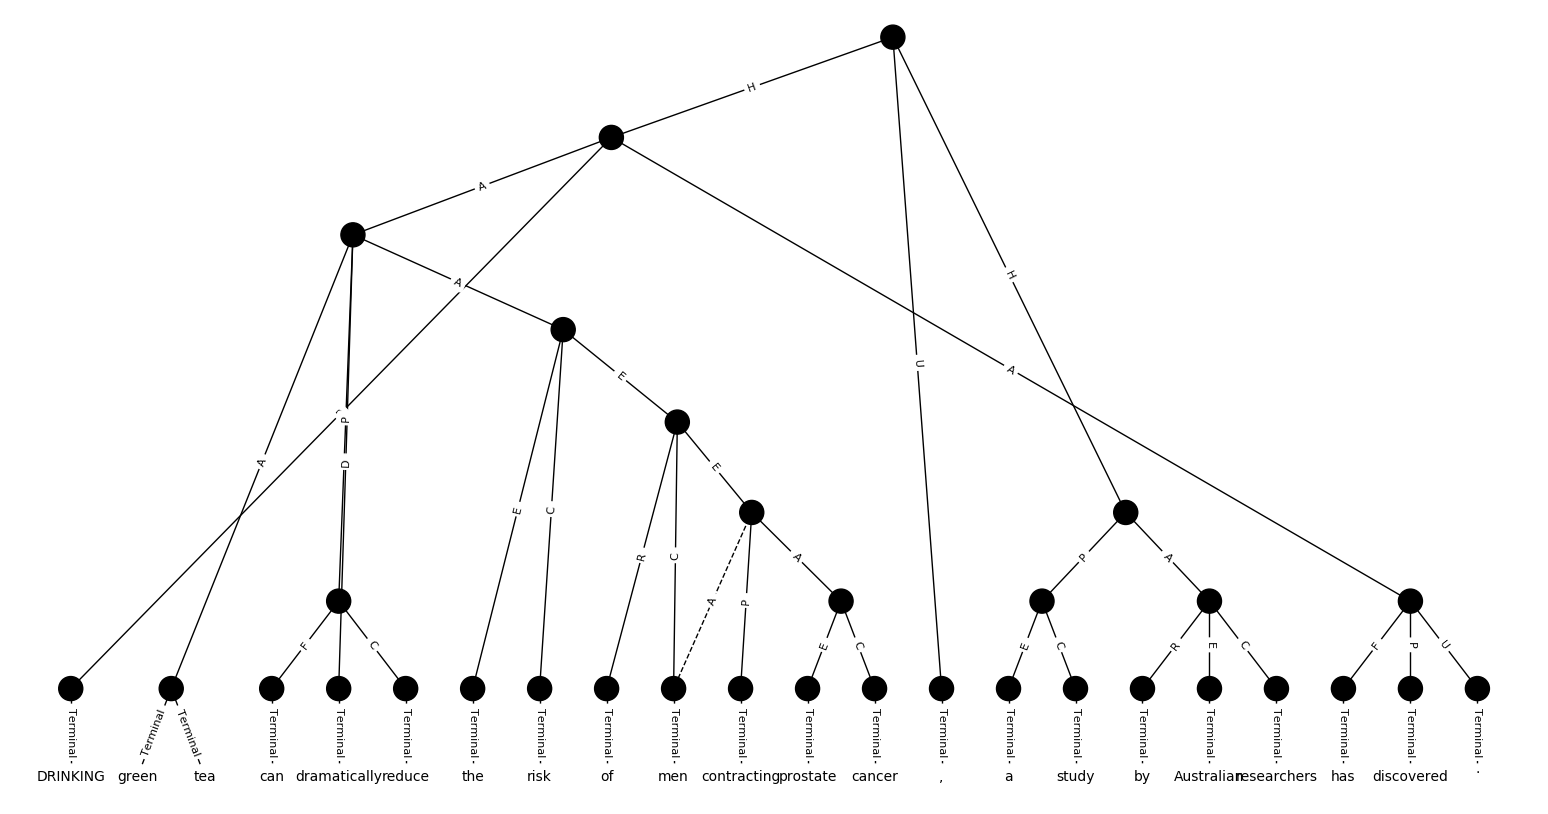 H
A
A
H
E
U
A
P
A
D
E
E
C
R
C
P
A
A
P
A
F
C
E
C
E
C
R
E
C
F
P
U
Terminal Terminal Terminal Terminal Terminal Terminal Terminal Terminal Terminal Terminal Terminal Terminal Terminal Terminal Terminal Terminal Terminal Terminal Terminal Terminal Terminal Terminal
DRINKING green tea can dramatically reduce the risk of men contracting prostate cancer , a study by Australian researchers has discovered .